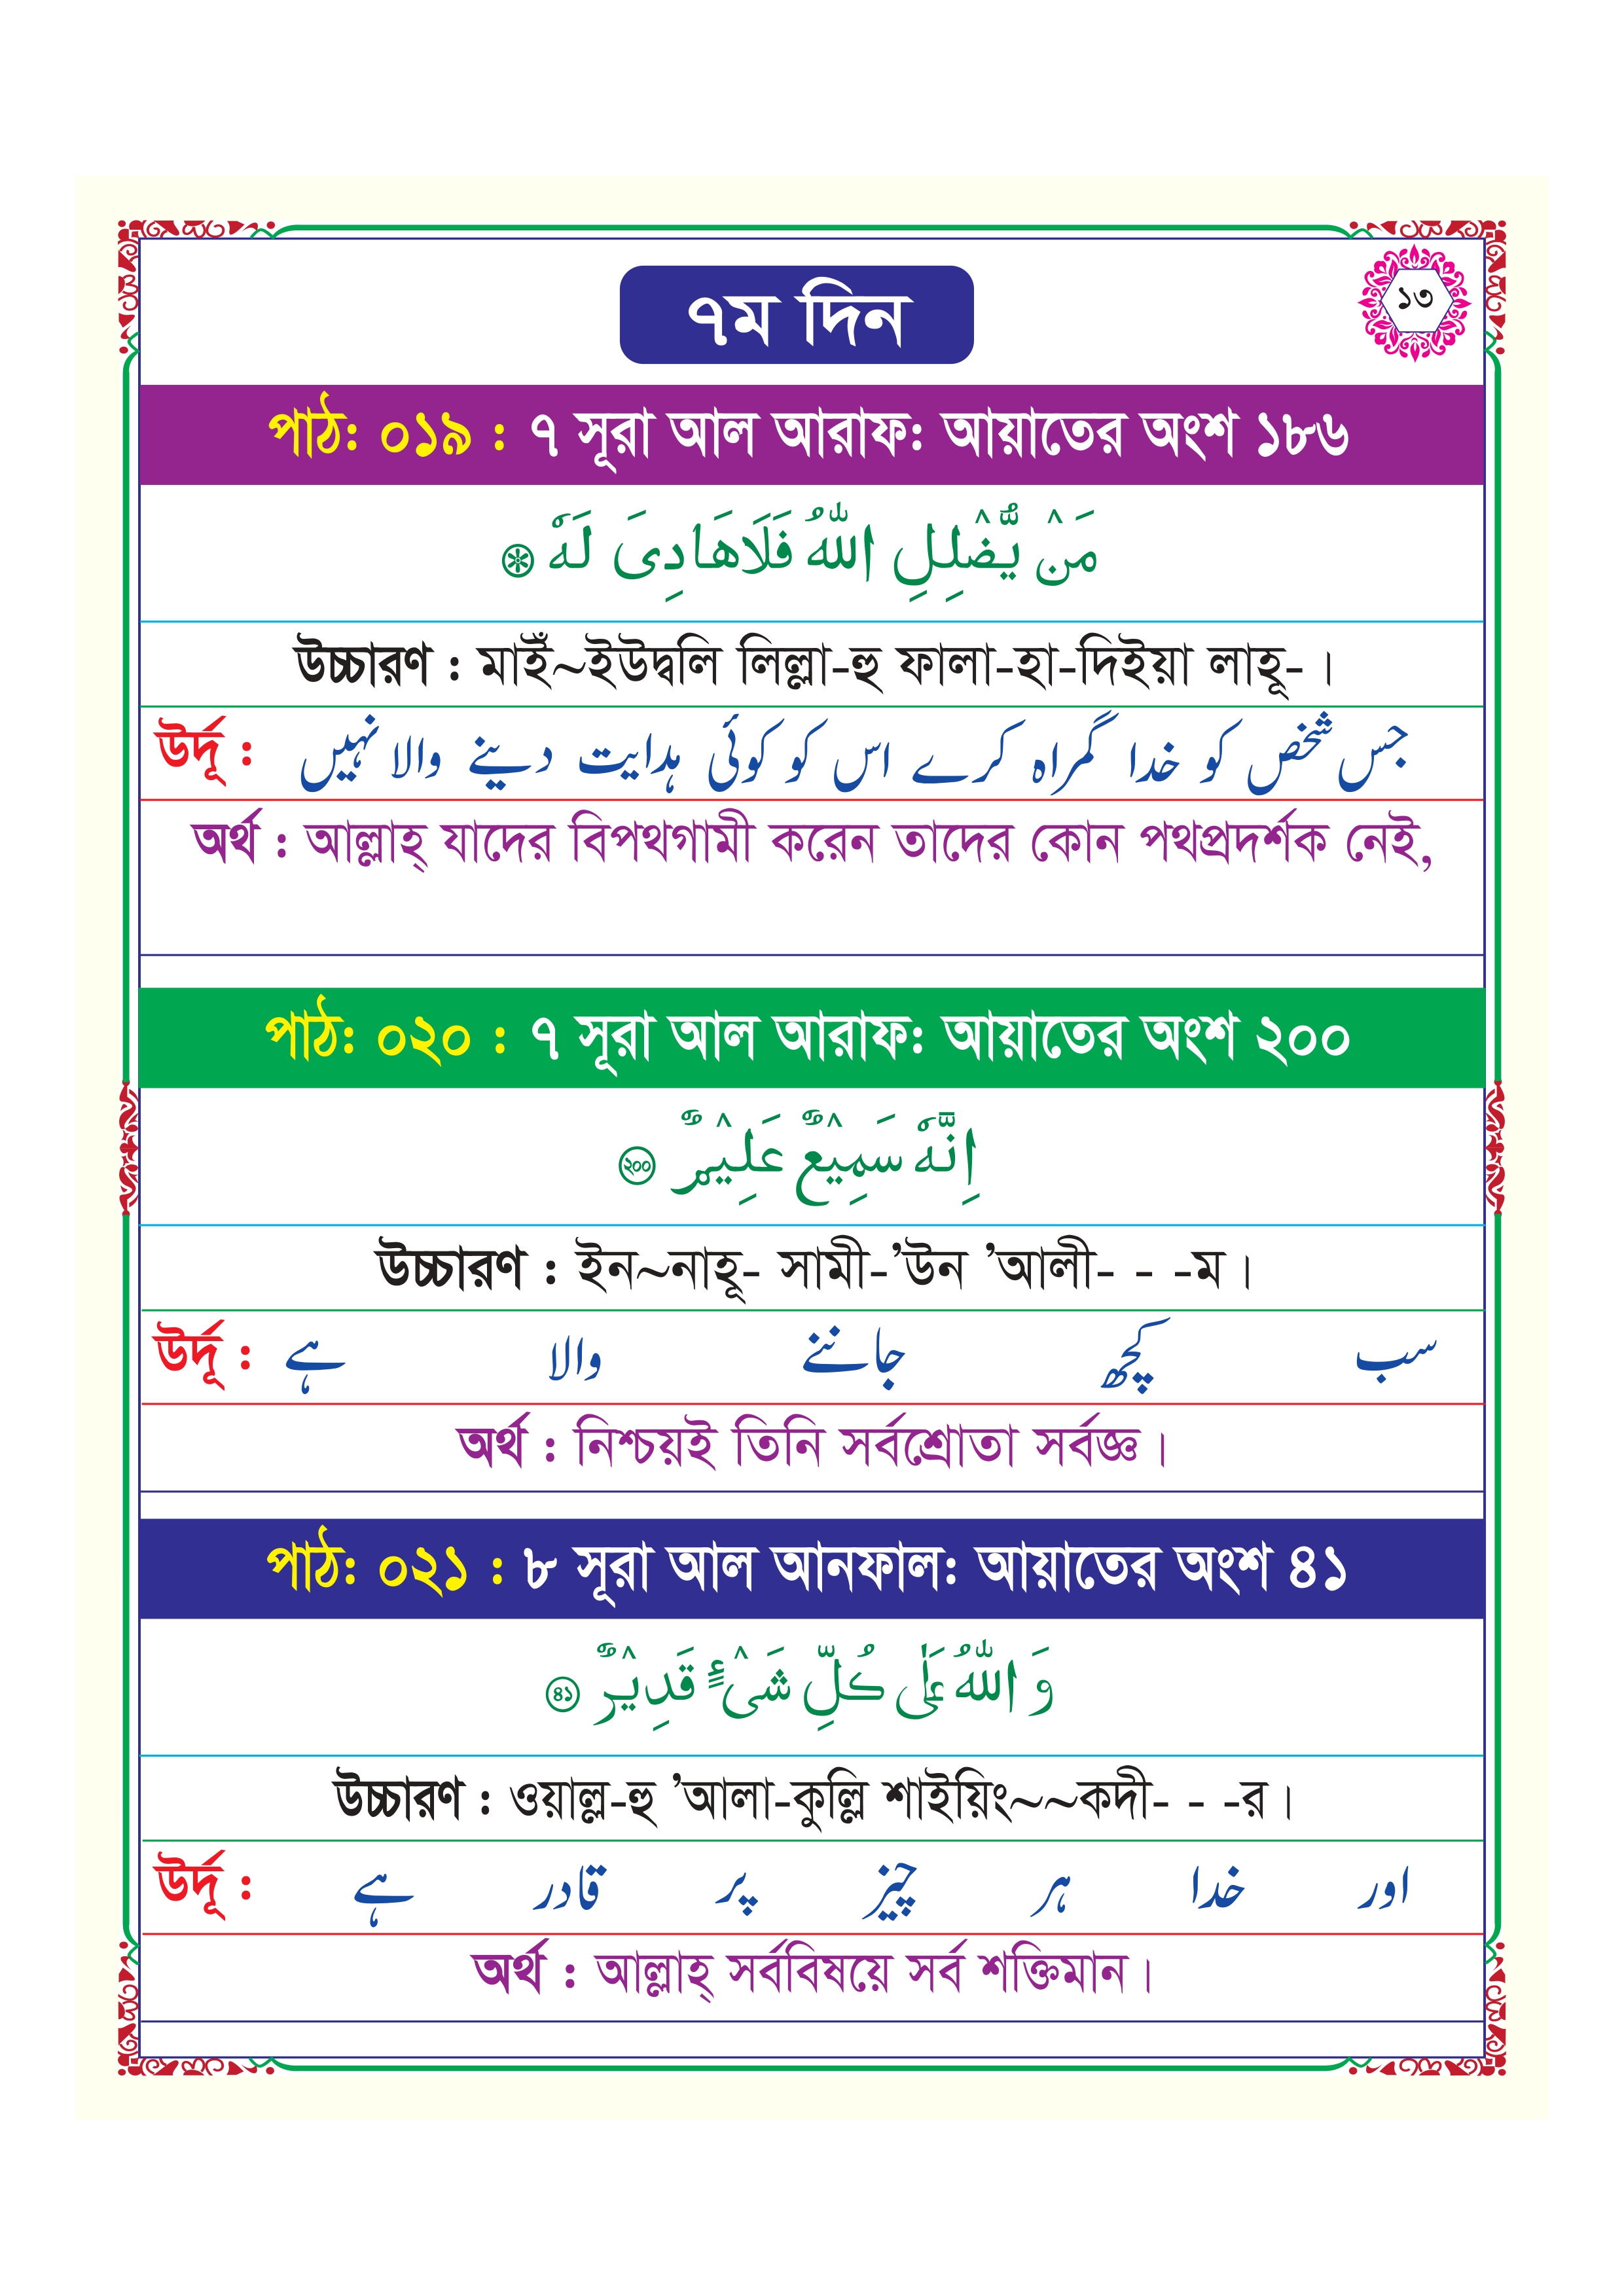 ১৩
৭ম দিন
পাঠ: ০১৯ : ৭ সূরা আল আরাফ: আয়াতের অংশ ১৮৬
مَنْ يُّضْلِلِ اللّٰهُ فَلَاهَادِىَ لَهٗ
উচ্চারণ : মাইঁ~ইউদ্বলি লিল্লা-হু ফালা-হা-দিইয়া লাহূ- ।
উর্দূ : جس شخص کو خدا گمراہ کرے اس کو کوئی ہدایت دینے والا نہیں
অর্থ : আল্লাহ্ যাদের বিপথগামী করেন তাদের কোন পথপ্রদর্শক নেই,
পাঠ: ০২০ : ৭ সূরা আল আরাফ: আয়াতের অংশ ২০০
اِنَّهٗ سَمِيْعٌ عَلِيْمٌ ২০০
উচ্চারণ : ইন~নাহূ- সামী-’উন ’আলী- - -ম।
উর্দূ : سب کچھ جاننے والا ہے
অর্থ : নিশ্চয়ই তিনি সর্বশ্রোতা সর্বজ্ঞ।
পাঠ: ০২১ : ৮ সূরা আল আনফাল: আয়াতের অংশ ৪১
وَ اللّٰهُ عَلٰى كُلِّ شَىْءٍ قَدِيْرٌ ৪১
উচ্চারণ : ওয়াল্ল-হু ’আলা-কুল্লি শাইয়িং~~কদী- - -র।
উর্দূ : اور خدا ہر چیز پر قادر ہے
অর্থ : আল্লাহ্ সর্ববিষয়ে সর্ব শক্তিমান।